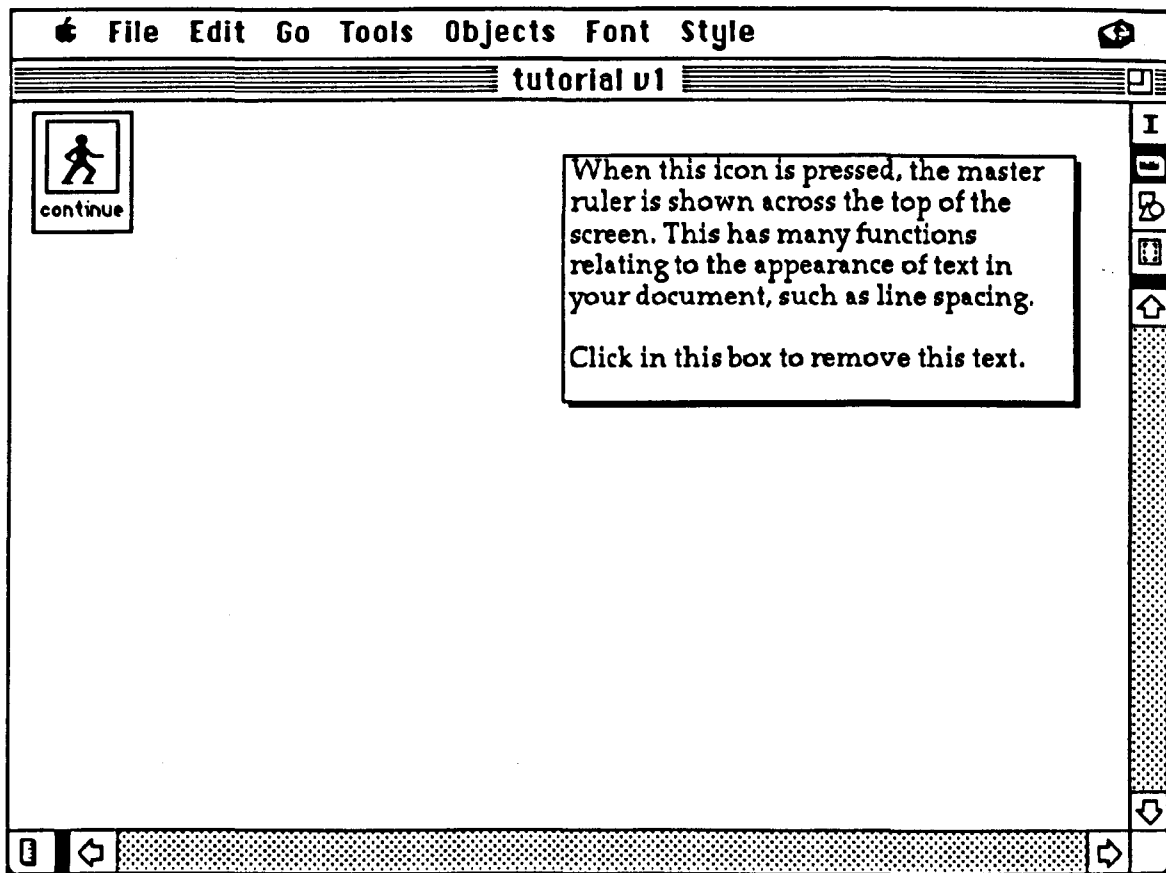 File Edit Go Tools Objects Font Style
tutorial v1
continue
When this icon is pressed, the master
ruler is shown across the top of the
screen. This has many functions
relating to the appearance of text in
your document, such as line spacing.
Click in this box to remove this text.
I